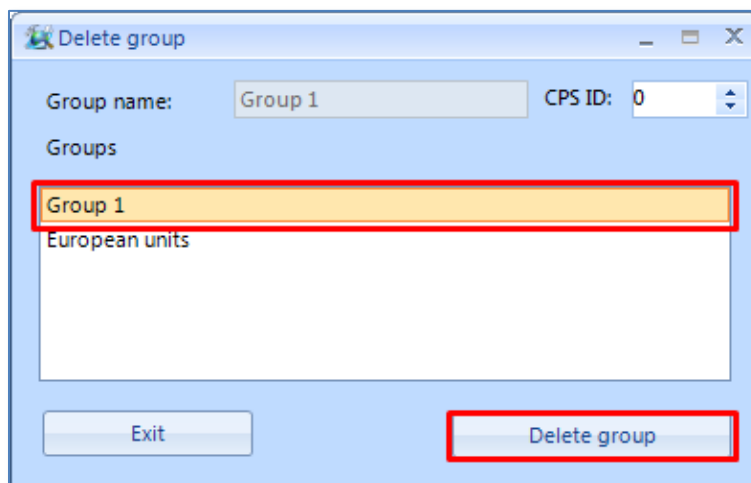 Delete group
Group name: Group 1 CPS ID: 0
Groups
Group 1
European units
Exit Delete group